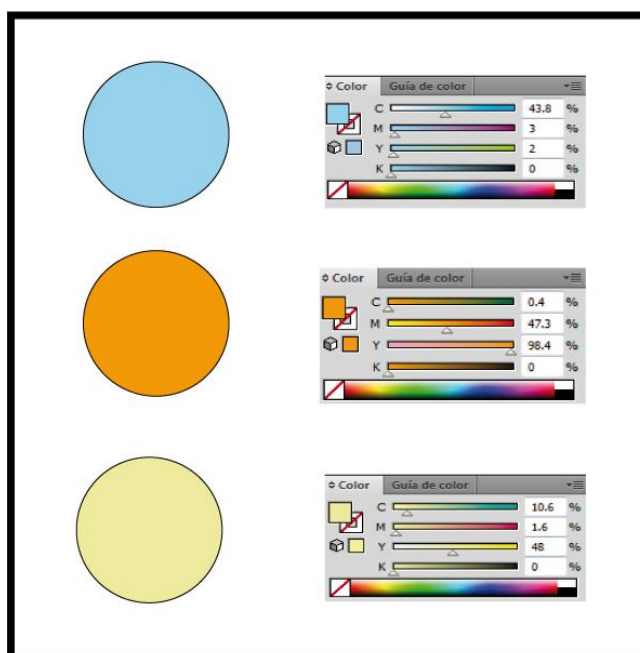 Color Guía de color
C 43.8 %
M 3 %
Y 2 %
K 0 %
Color Guía de color
C 0.4 %
M 47.3 %
Y 98.4 %
K 0 %
Color Guía de color
C 10.6 %
M 1.6 %
Y 48 %
K 0 %